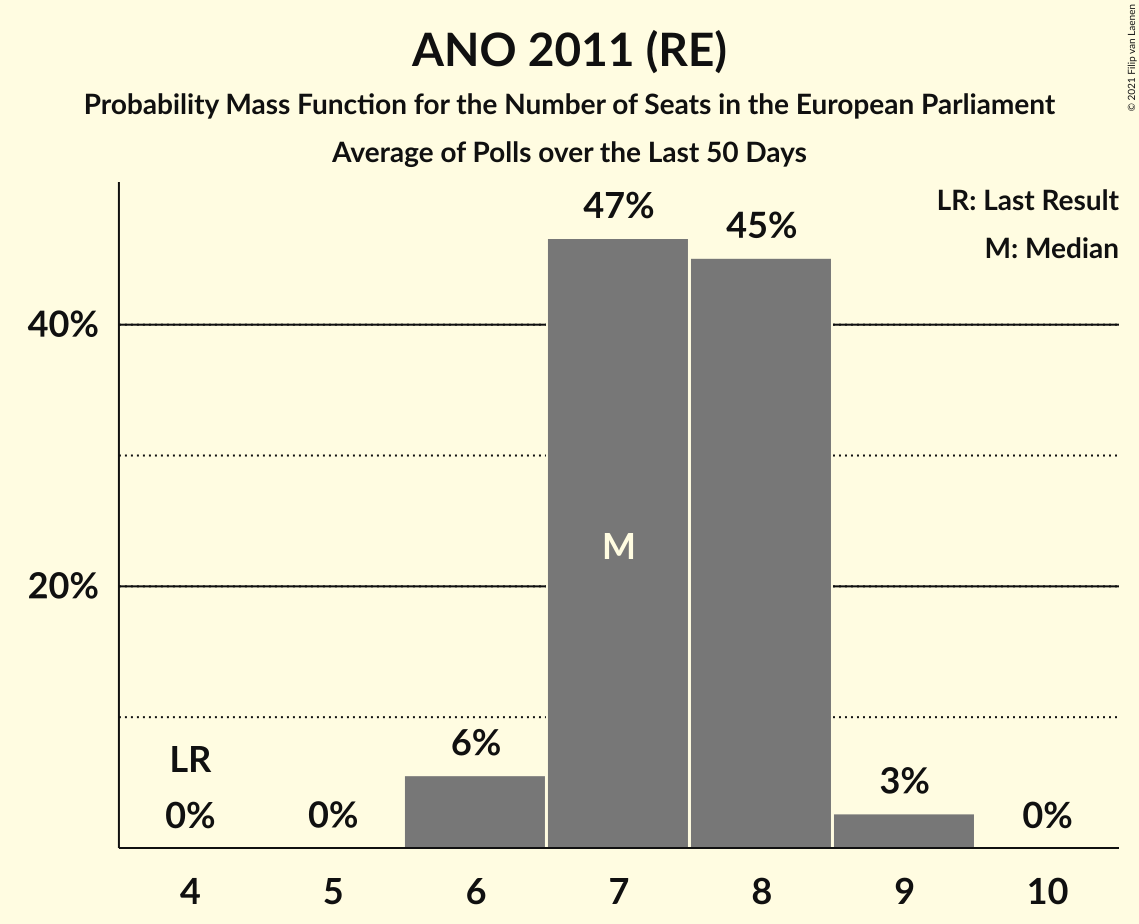 ANO 2011 (RE)
Probability Mass Function for the Number of Seats in the European Parliament
Average of Polls over the Last 50 Days
© 2021 Filip van Laenen
LR: Last Result
M: Median
47%
45%
40%
M
20%
6%
LR
3%
0%
0%
0%
4
5
6
7
8
9
10